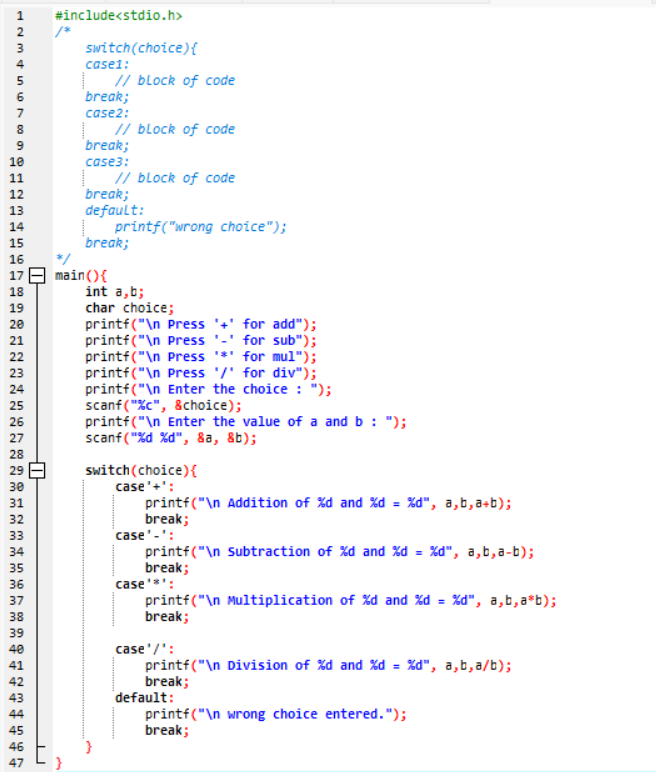 1 #include<stdio.h>
2 /*
3 switch(choice){
4 case1:
5 // block of code
6 break;
7 case2:
8 // block of code
9 break;
10 case3:
11 // block of code
12 break;
13 default:
14 printf("wrong choice");
15 break;
16 */
17 main(){
18 int a,b;
19 char choice;
20 printf("\n Press '+' for add");
21 printf("\n Press '-' for sub");
22 printf("\n Press '*' for mul");
23 printf("\n Press '/' for div");
24 printf("\n Enter the choice : ");
25 scanf("%c", &choice);
26 printf("\n Enter the value of a and b : ");
27 scanf("%d %d", &a, &b);
28
29 switch(choice){
30 case'+':
31 printf("\n Addition of %d and %d = %d", a,b,a+b);
32 break;
33 case'-':
34 printf("\n Subtraction of %d and %d = %d", a,b,a-b);
35 break;
36 case'*':
37 printf("\n Multiplication of %d and %d = %d", a,b,a*b);
38 break;
39
40 case'/':
41 printf("\n Division of %d and %d = %d", a,b,a/b);
42 break;
43 default:
44 printf("\n wrong choice entered.");
45 break;
46 }
47 }